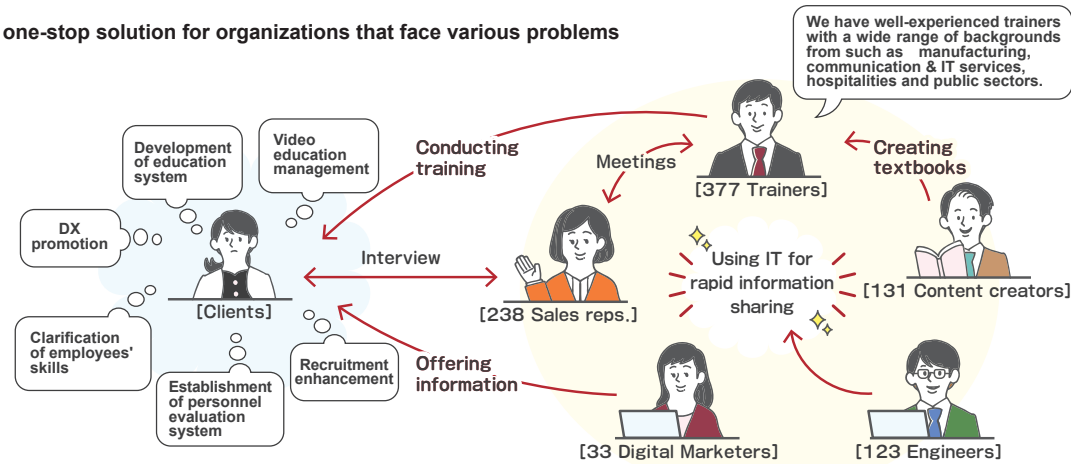 one-stop solution for organizations that face various problems
We have well-experienced trainers
with a wide range of backgrounds
from such as manufacturing,
communication & IT services,
hospitalities and public sectors.
Development
of education
system
Video
education
management
DX
promotion
Clarification
of employees'
skills
Establishment
of personnel
evaluation
system
Recruitment
enhancement
[Clients]
Conducting
training
Interview
Offering
information
Meetings
[377 Trainers]
Creating
textbooks
[238 Sales reps.]
Using IT for
rapid information
sharing
[131 Content creators]
[33 Digital Marketers]
[123 Engineers]